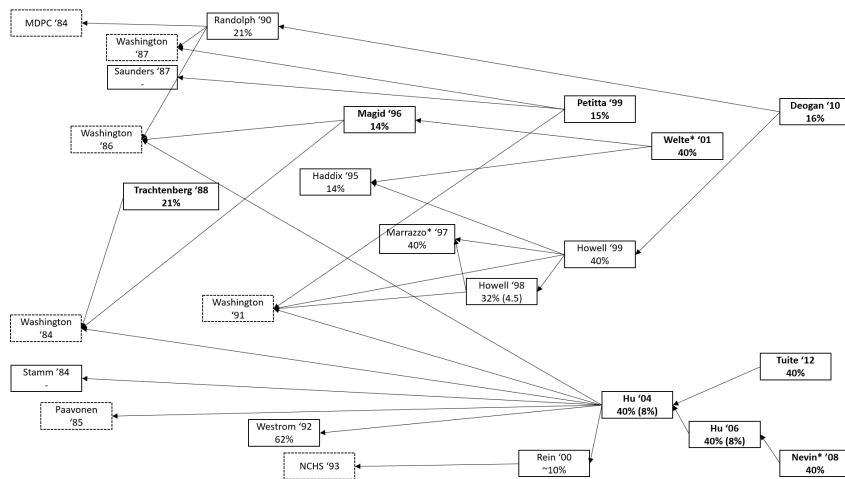 MDPC ‘84
Randolph ‘90
21%
Washington
‘87
Saunders ‘87
-
Petitta ‘99
15%
Deogan ‘10
16%
Magid ‘96
14%
Washington
‘86
Welte* ‘01
40%
Haddix ‘95
14%
Trachtenberg ‘88
21%
Marrazzo* ‘97
40%
Howell ‘99
40%
Howell ‘98
32% (4.5)
Washington
‘91
Washington
‘84
Stamm ‘84
-
Tuite ‘12
40%
Hu ‘04
40% (8%)
Paavonen
‘85
Westrom ‘92
62%
Hu ‘06
40% (8%)
NCHS ‘93
Rein ‘00
~10%
Nevin* ‘08
40%